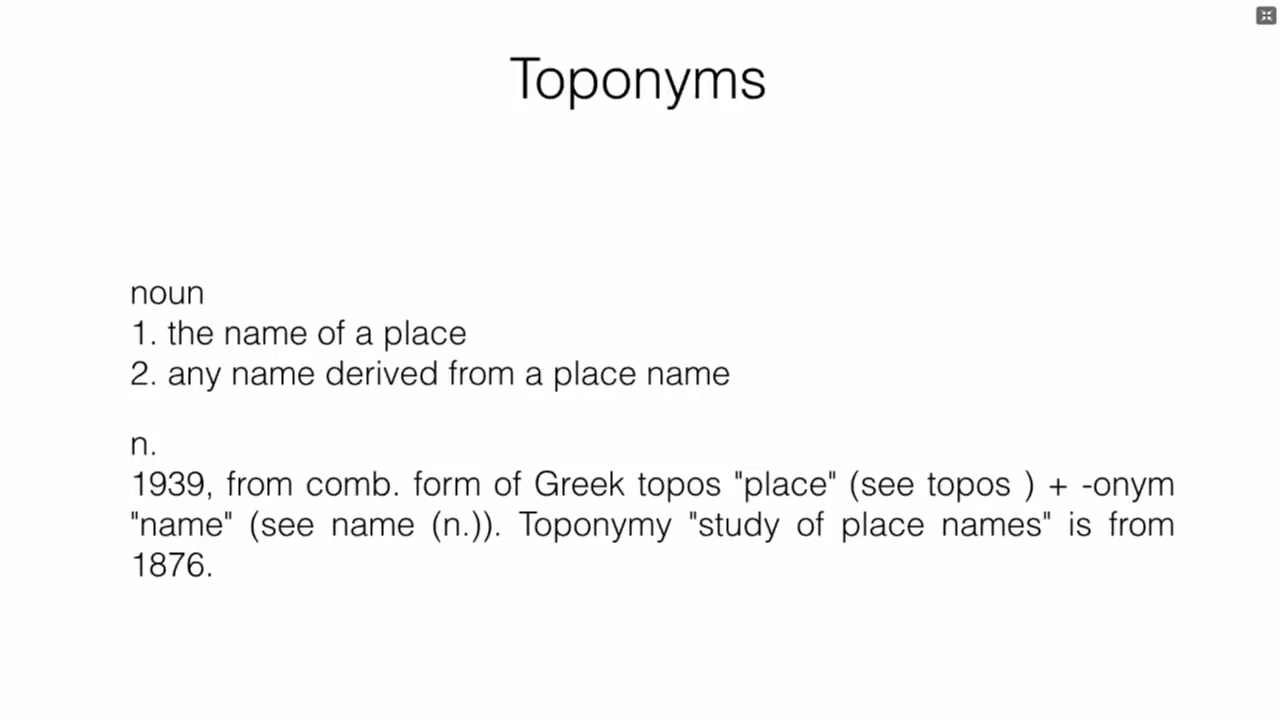 Toponyms
noun
1. the name of a place
2. any name derived from a place name
n.
1939, from comb. form of Greek topos "place" (see topos ) + -onym
"name" (see name (n.)). Toponymy "study of place names" is from
1876.